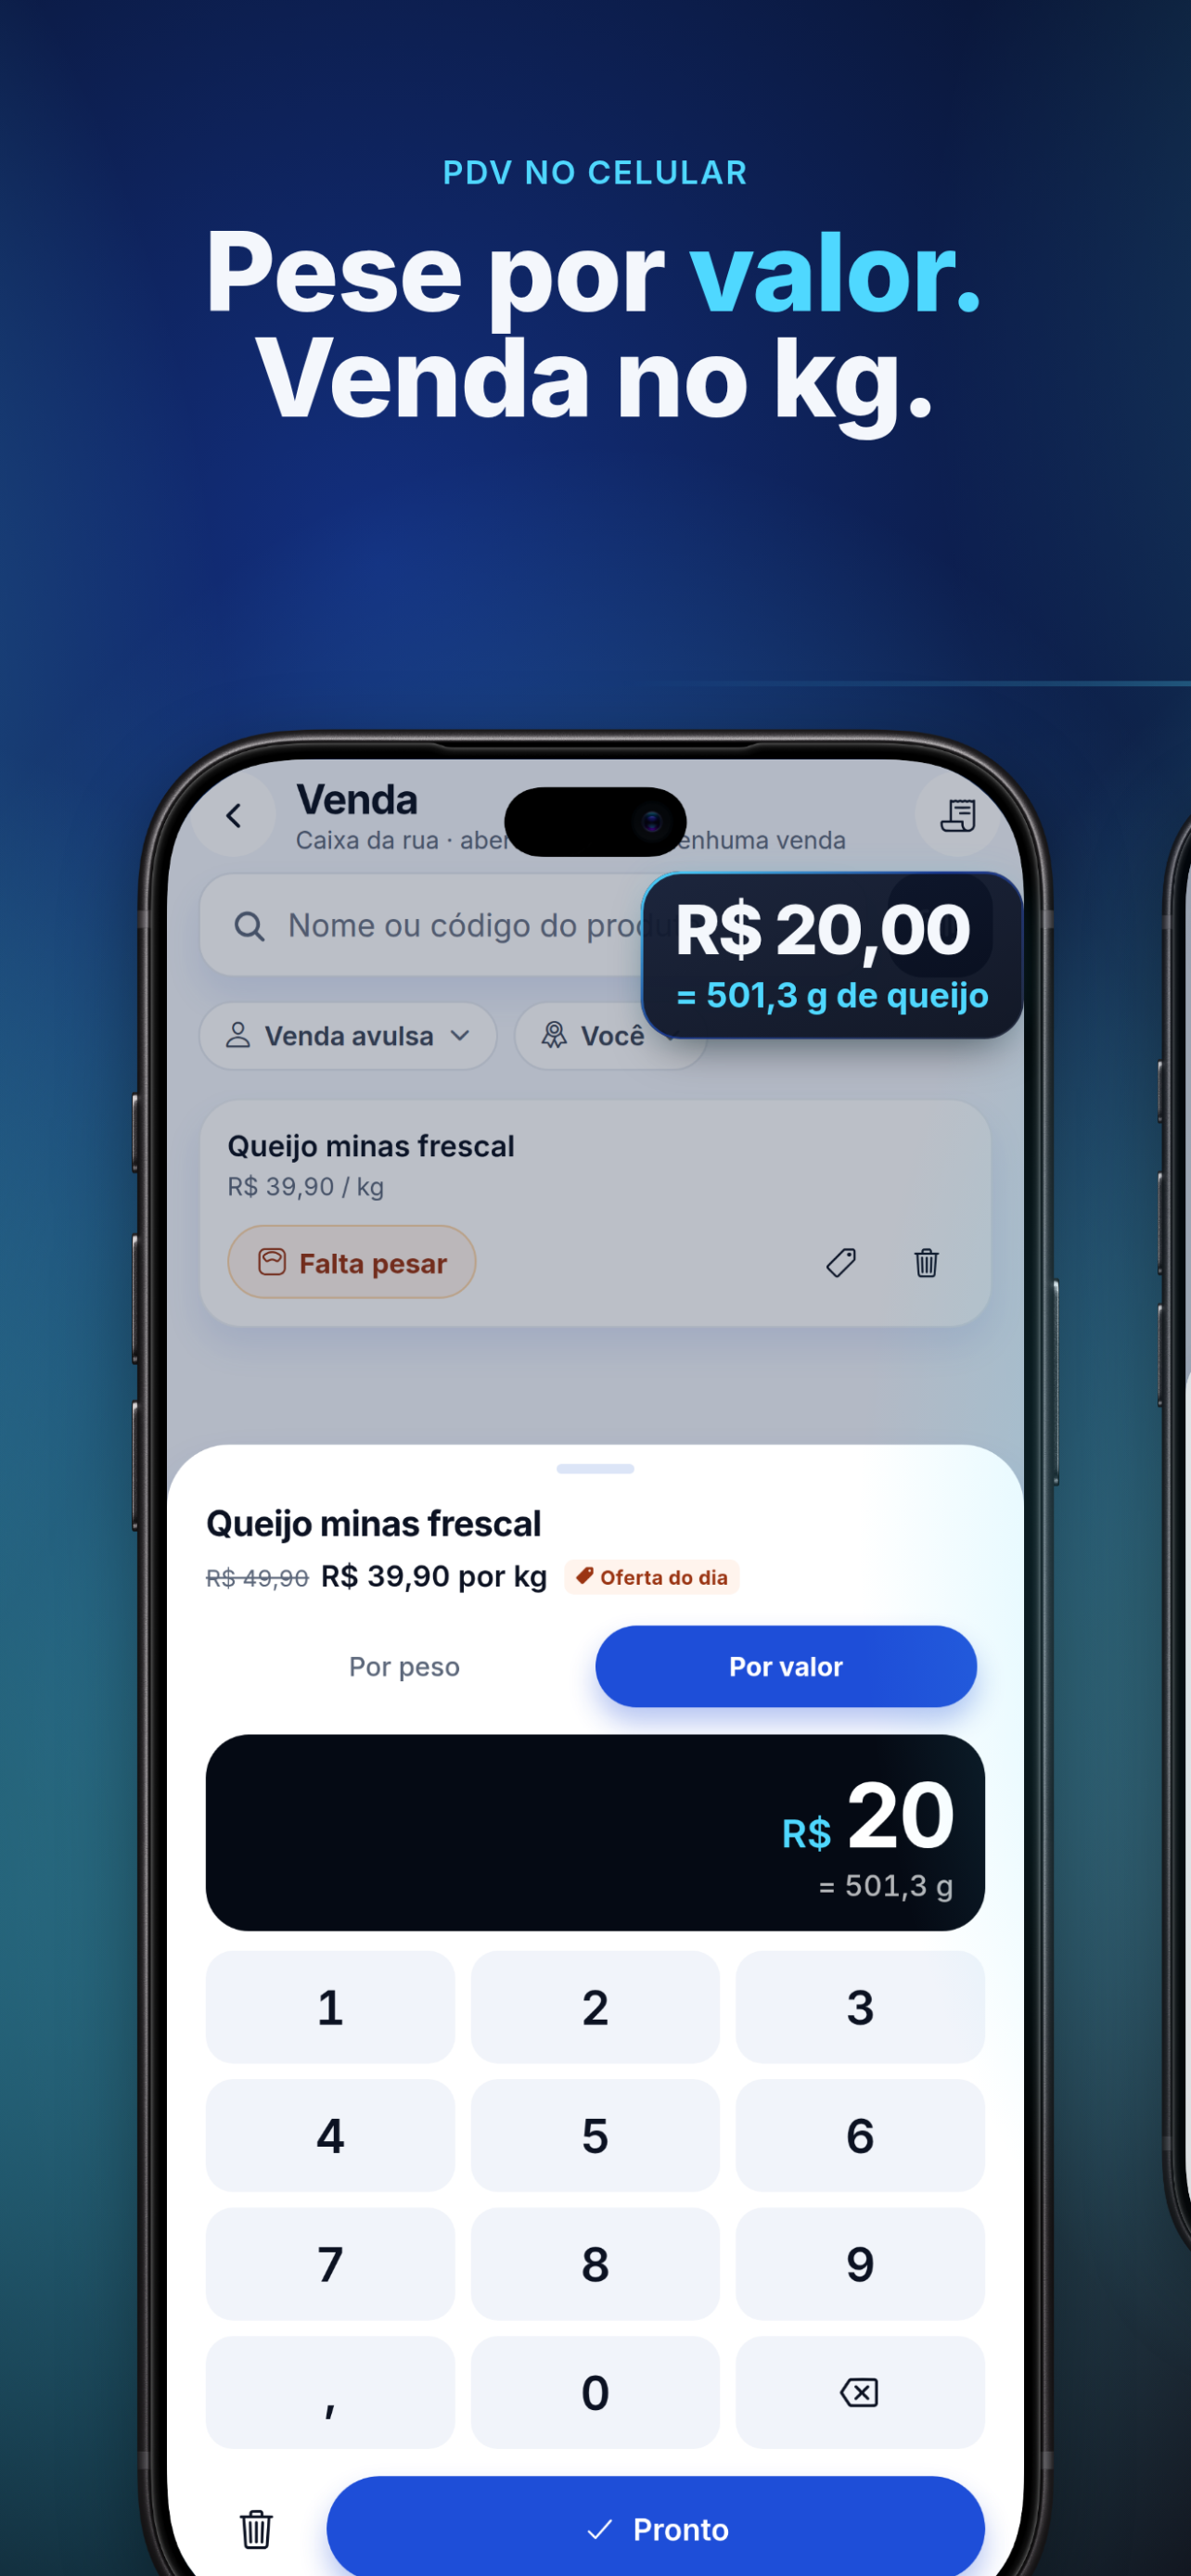 PDV NO CELULAR
Pese por valor.
Venda no kg.
Venda
Caixa da rua · aber enhuma venda
Nome ou código do produ
R$ 20,00
= 501,3 g de queijo
Venda avulsa
Você
Queijo minas frescal
R$ 39,90 / kg
Falta pesar
Queijo minas frescal
R$ 49,90 R$ 39,90 por kg Oferta do dia
Por peso Por valor
R$ 20
= 501,3 g
1 2 3
4 5 6
7 8 9
, 0
Pronto